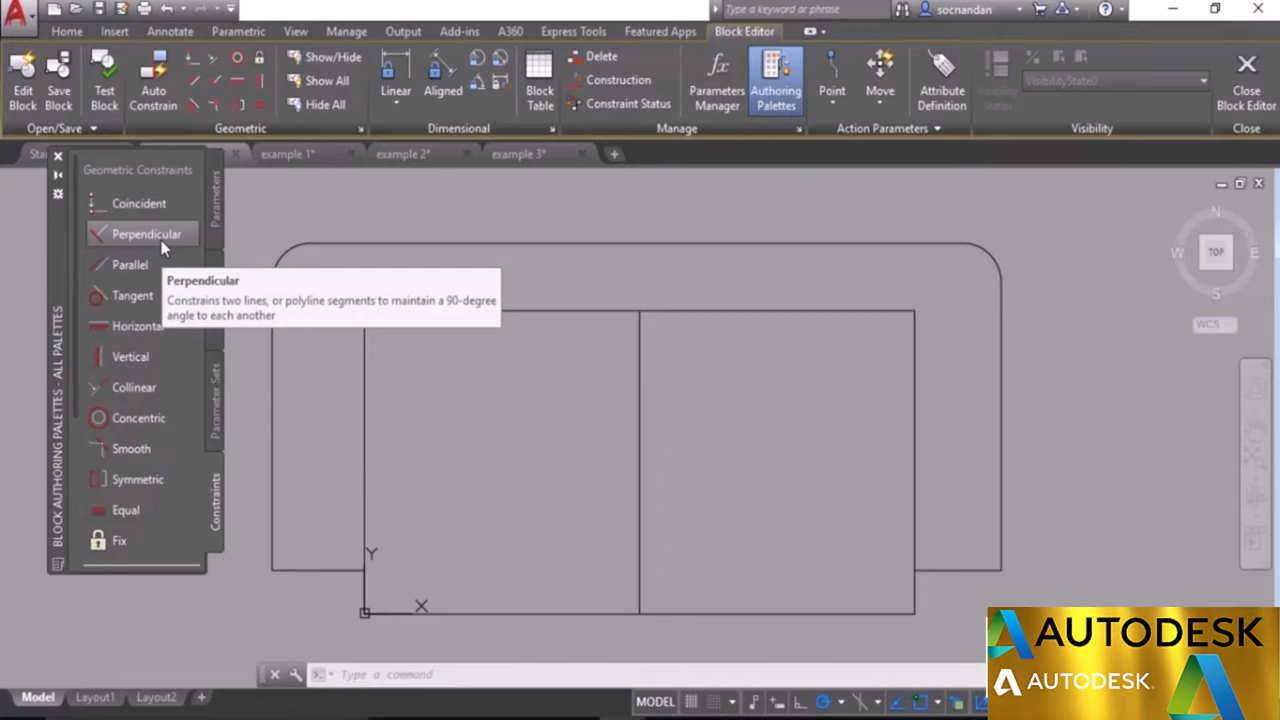 Type a keyword or phrase
socnandan
Home Insert Annotate Parametric View Manage Output Add-ins A360 Express Tools Featured Apps Block Editor
Edit Block
Save Block
Test Block
Auto Constrain
Show/Hide
Show All
Hide All
Linear
Aligned
Block Table
Delete
Construction
Constraint Status
Parameters Manager
Authoring Palettes
Point
Move
Attribute Definition
Visibility States
VisibilityState0
Close Block Editor
Open/Save Geometric Dimensional Manage Action Parameters Visibility Close
Sta
example 1* example 2* example 3*
Geometric Constraints
Coincident
Perpendicular
Parallel
Tangent
Horizontal
Vertical
Collinear
Concentric
Smooth
Symmetric
Equal
Fix
Parameters
Parameter Sets
Constraints
BLOCK AUTHORING PALETTES - ALL PALETTES
Perpendicular
Constrains two lines, or polyline segments to maintain a 90-degree
angle to each another
N
W TOP E
S
WCS
Y
X
Type a command
Model Layout1 Layout2
MODEL
AUTODESK
AUTODESK.